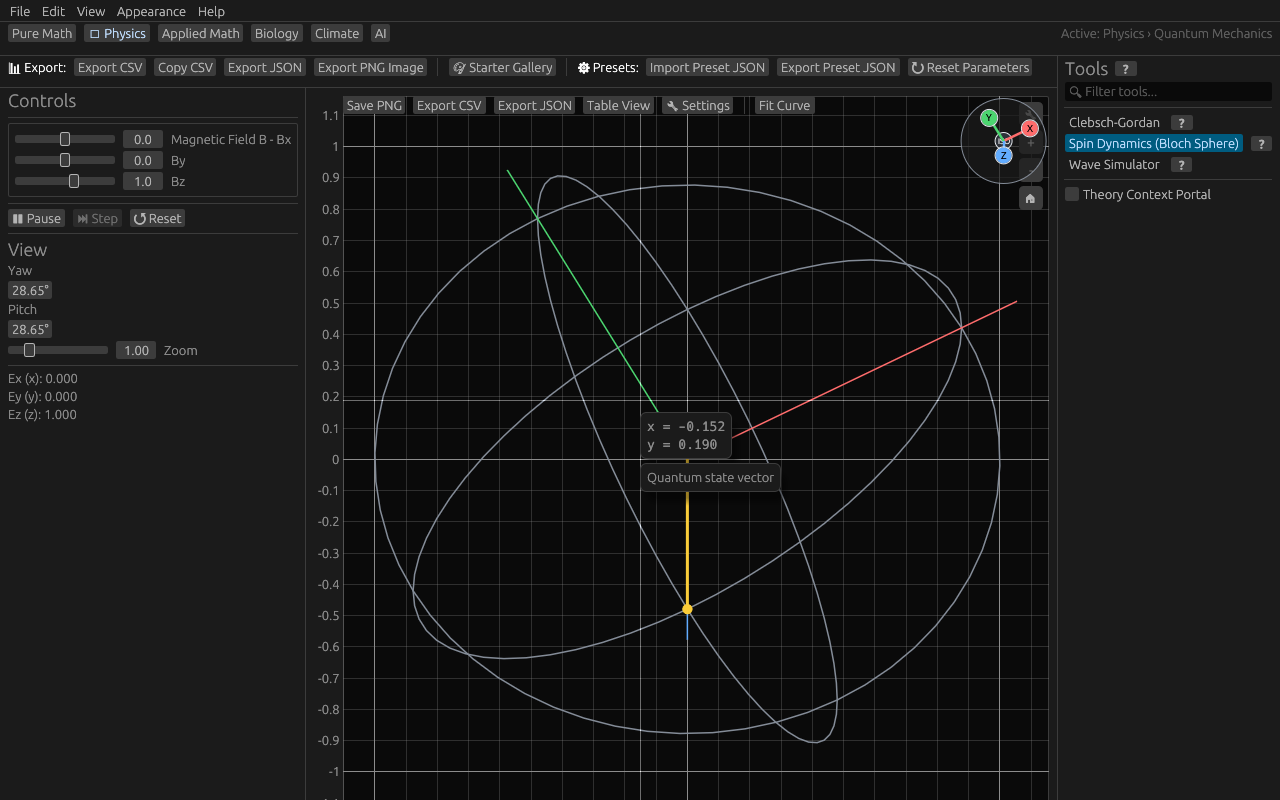 File Edit View Appearance Help
Pure Math Physics Applied Math Biology Climate AI Active: Physics › Quantum Mechanics
Export: Export CSV Copy CSV Export JSON Export PNG Image Starter Gallery Presets: Import Preset JSON Export Preset JSON Reset Parameters
Controls
0.0 Magnetic Field B - Bx
0.0 By
1.0 Bz
Pause Step Reset
View
Yaw
28.65°
Pitch
28.65°
1.00 Zoom
Ex (x): 0.000
Ey (y): 0.000
Ez (z): 1.000
Save PNG Export CSV Export JSON Table View Settings Fit Curve
1.1
1
0.9
0.8
0.7
0.6
0.5
0.4
0.3
0.2
0.1
0
-0.1
-0.2
-0.3
-0.4
-0.5
-0.6
-0.7
-0.8
-0.9
-1
Y
X
Z
x = -0.152
y = 0.190
Quantum state vector
Tools ?
Filter tools...
Clebsch-Gordan ?
Spin Dynamics (Bloch Sphere) ?
Wave Simulator ?
Theory Context Portal